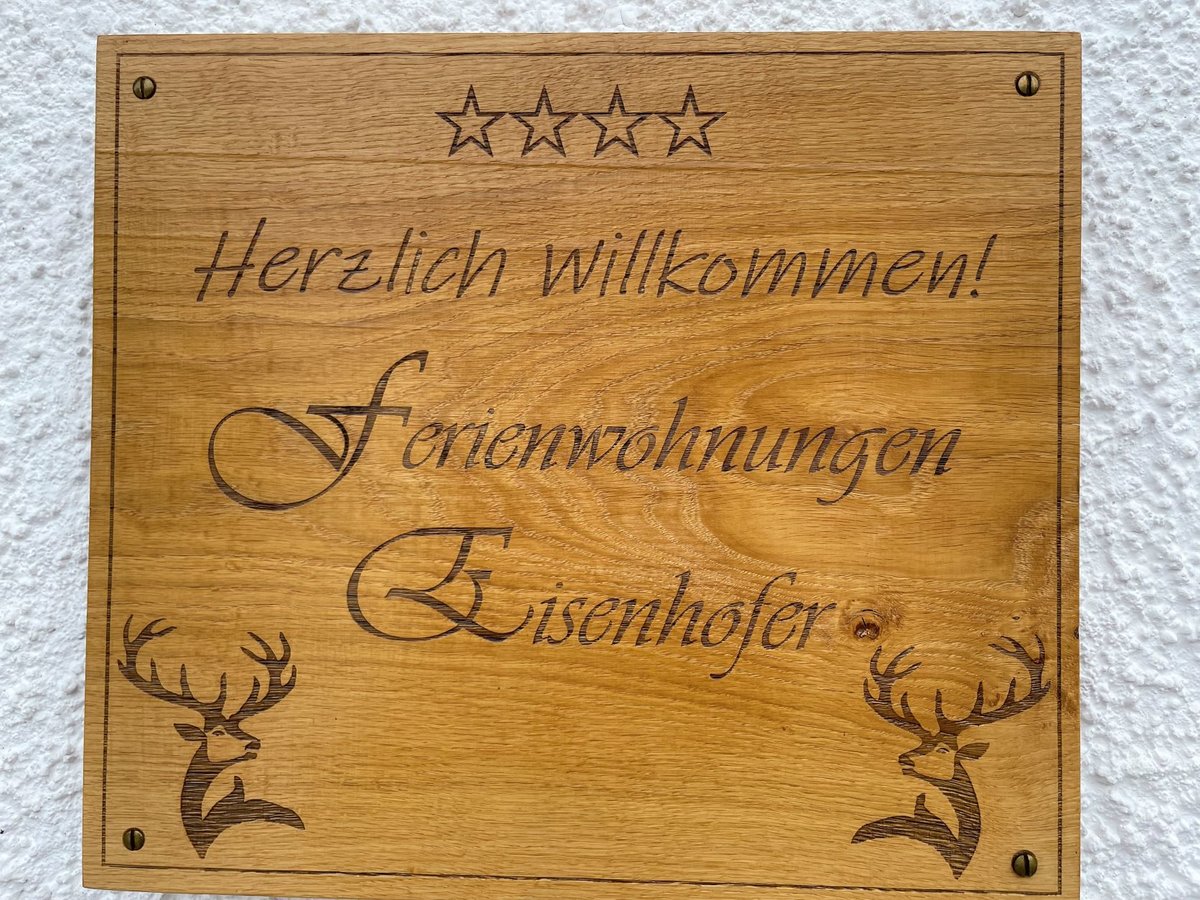 Herzlich willkommen!
Ferienwohnungen
Eisenhofer